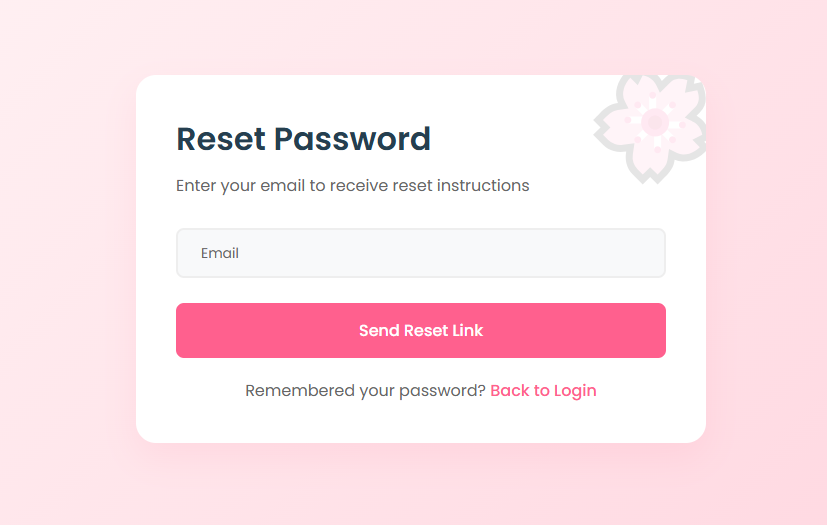 Reset Password
Enter your email to receive reset instructions
Email
Send Reset Link
Remembered your password? Back to Login